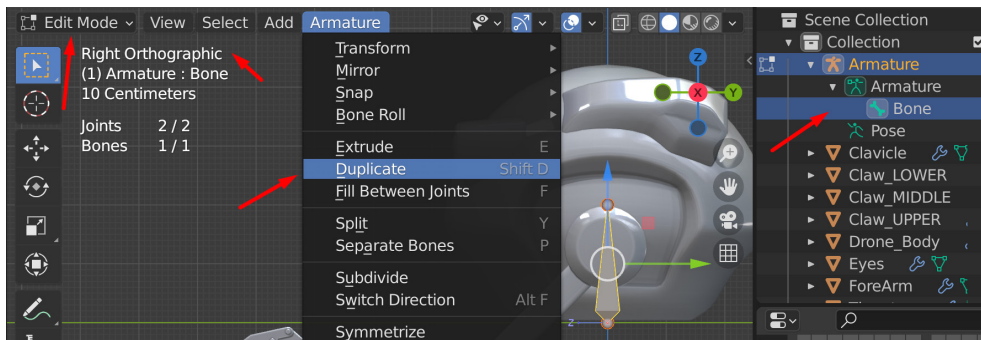 Edit Mode View Select Add Armature
Right Orthographic
(1) Armature : Bone
10 Centimeters
Joints 2 / 2
Bones 1 / 1
Transform
Mirror
Snap
Bone Roll
Extrude E
Duplicate Shift D
Fill Between Joints F
Split Y
Separate Bones P
Subdivide
Switch Direction Alt F
Symmetrize
Z
X
Y
z
Scene Collection
Collection
Armature
Armature
Bone
Pose
Clavicle
Claw_LOWER
Claw_MIDDLE
Claw_UPPER
Drone_Body
Eyes
ForeArm